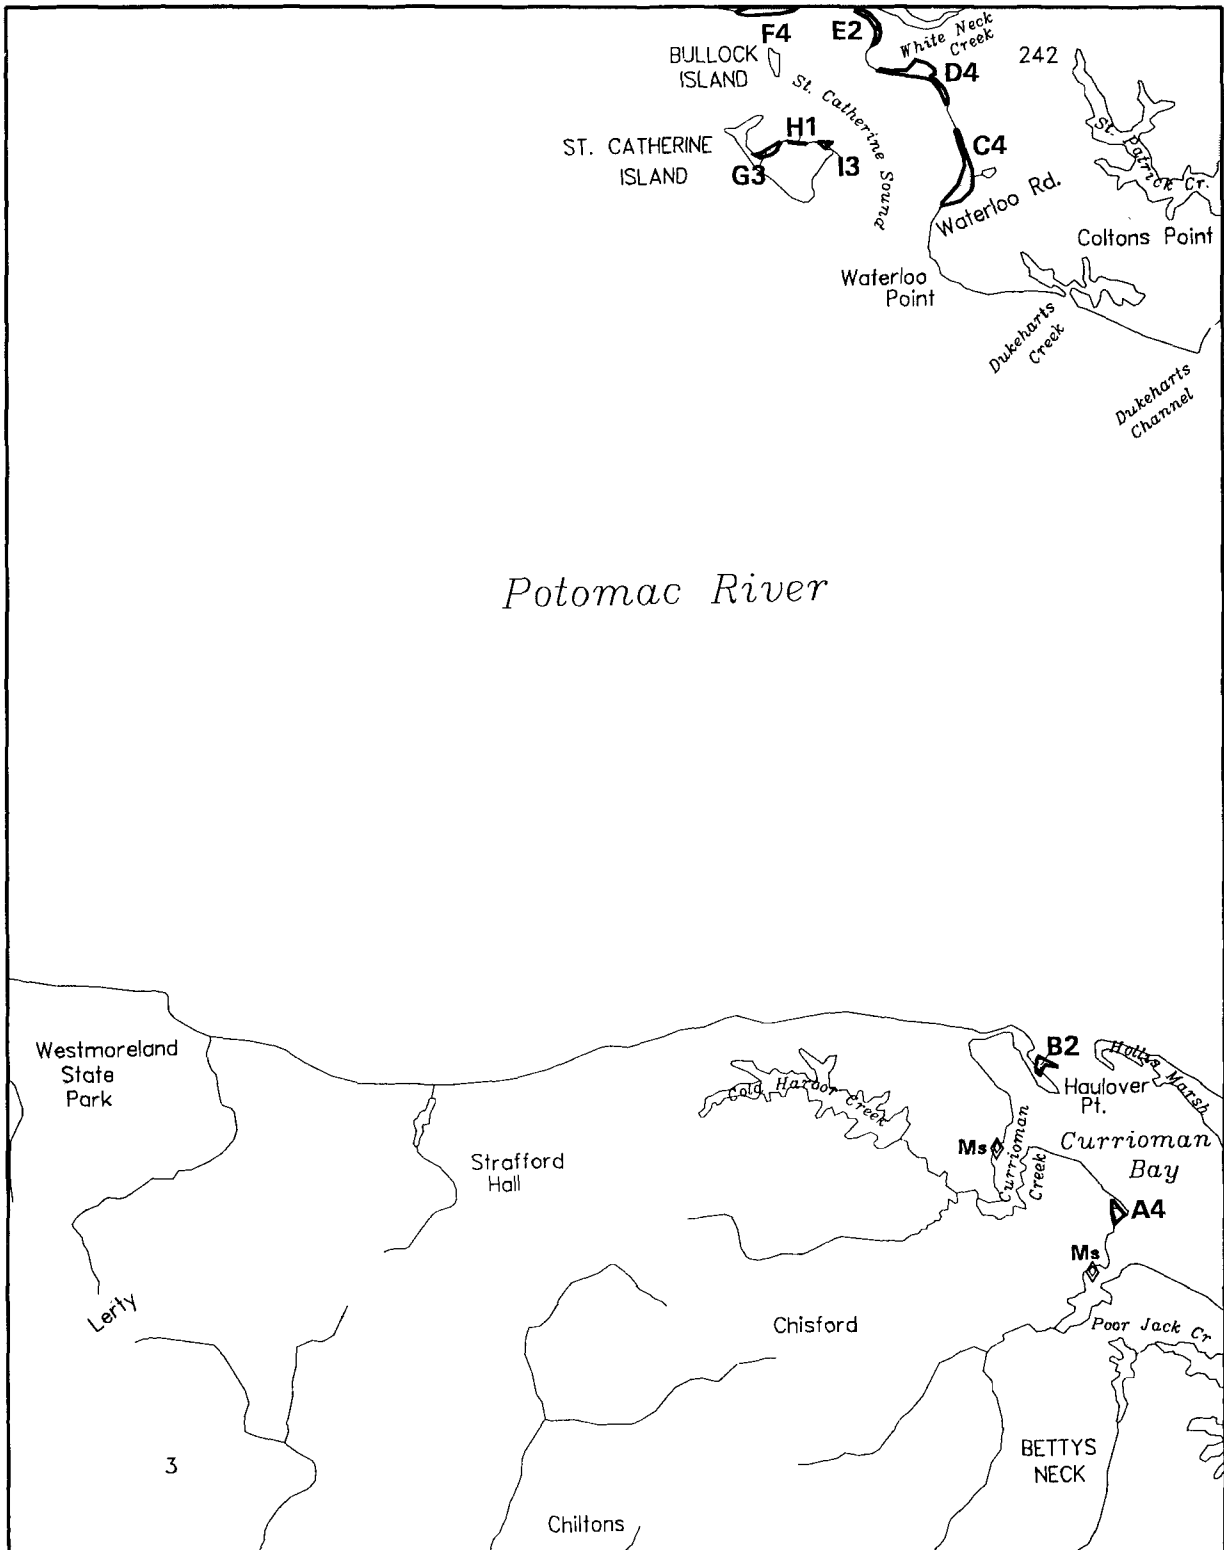 F4
E2
White Neck
Creek
BULLOCK
ISLAND
242
D4
St. Catherine Sound
ST. CATHERINE
ISLAND
H1
G3
I3
C4
St. Patrick Cr.
Waterloo Rd.
Coltons Point
Waterloo
Point
Dukeharts
Creek
Dukeharts
Channel
Potomac River
Westmoreland
State
Park
B2
Hollis Marsh
Haulover
Pt.
Cold Harbor Creek
Ms
Currioman
Creek
Currioman
Bay
Strafford
Hall
A4
Ms
Lerty
Chisford
Poor Jack Cr
3
BETTYS
NECK
Chiltons